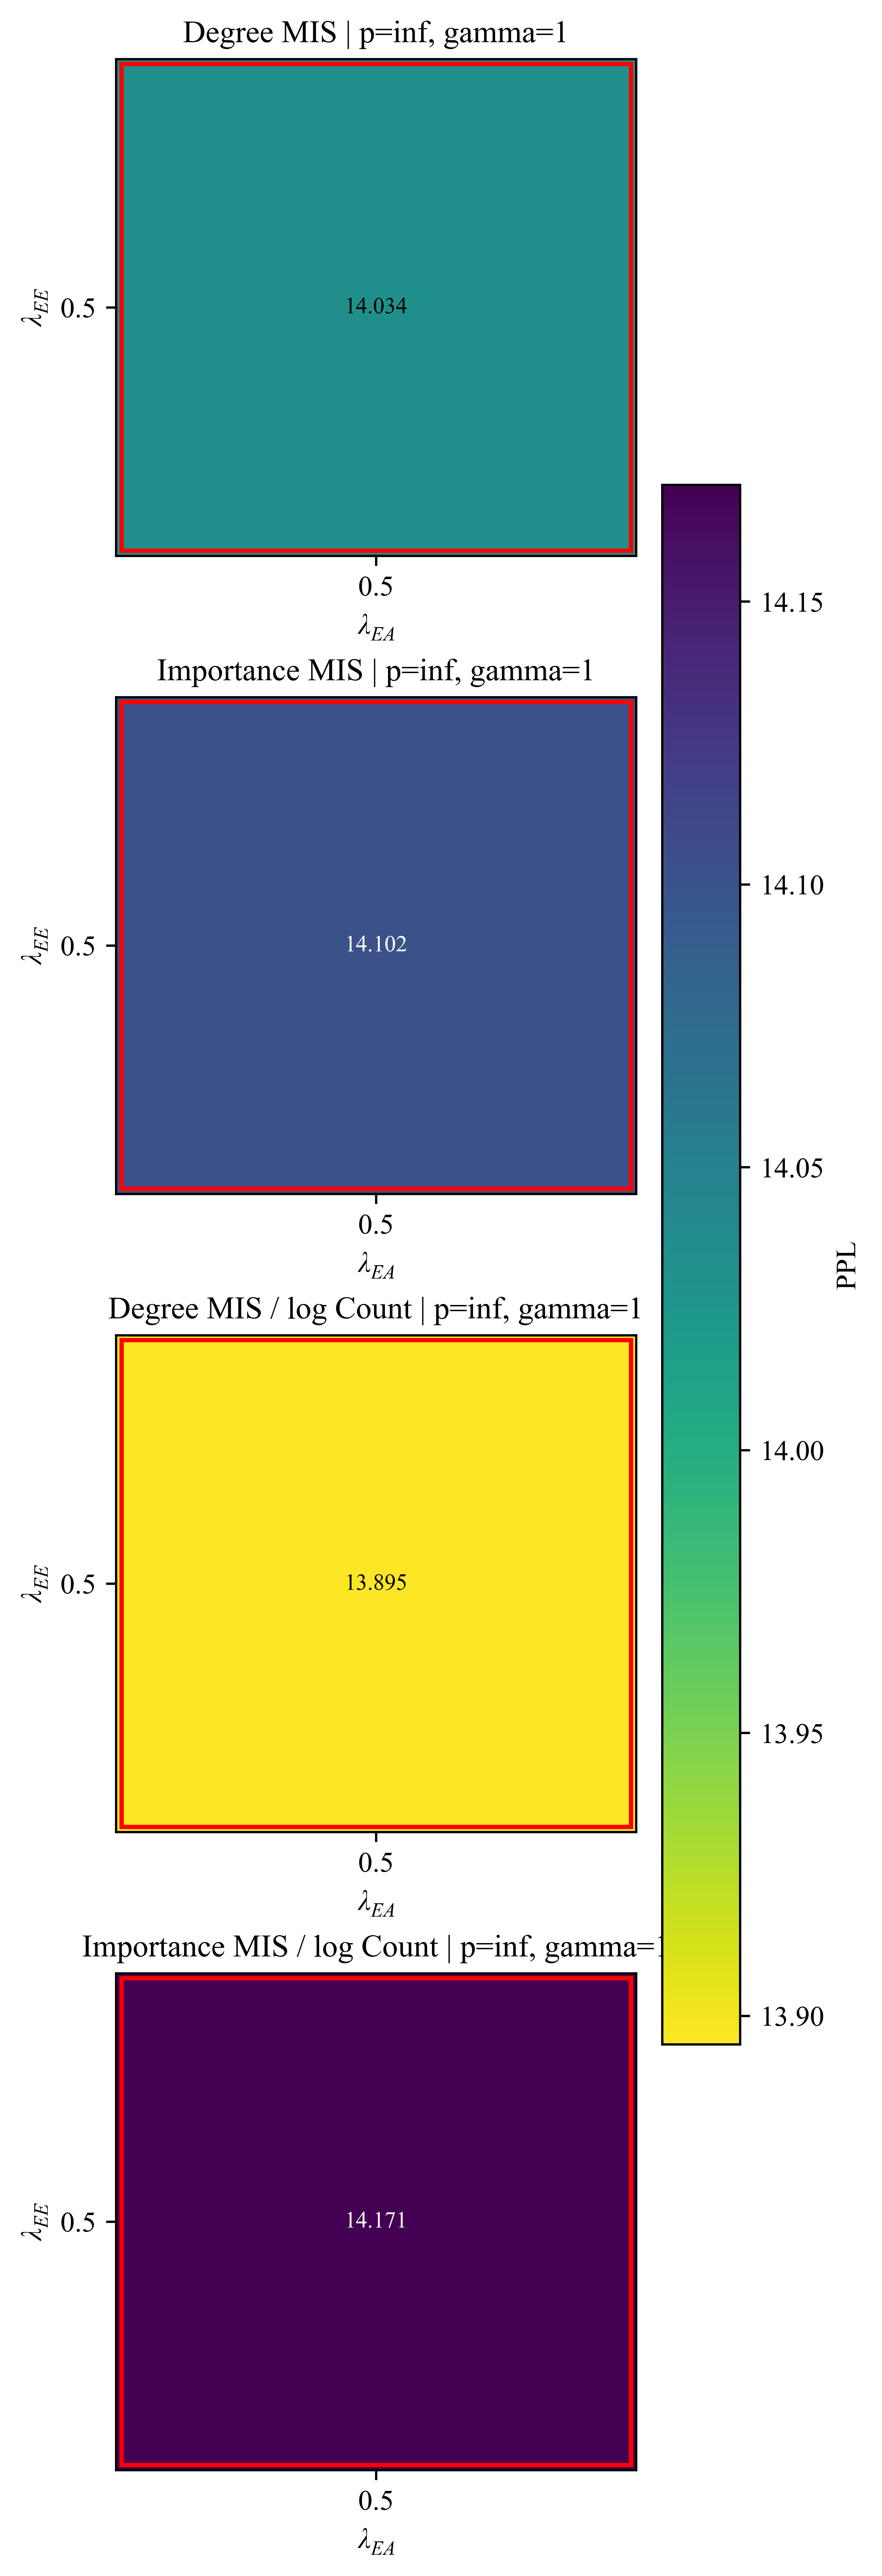 Degree MIS | p=inf, gamma=1
λEE
0.5
14.034
0.5
λEA
Importance MIS | p=inf, gamma=1
λEE
0.5
14.102
0.5
λEA
Degree MIS / log Count | p=inf, gamma=1
λEE
0.5
13.895
0.5
λEA
Importance MIS / log Count | p=inf, gamma=1
λEE
0.5
14.171
0.5
λEA
14.15
14.10
14.05
14.00
13.95
13.90
PPL